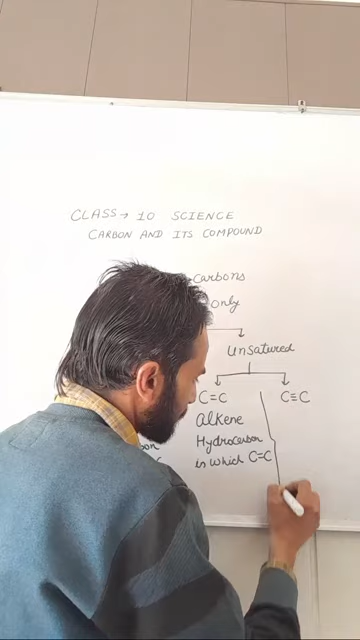 CLASS → 10 SCIENCE
CARBON AND ITS COMPOUND
carbons
only
Unsatured
C=C C≡C
Alkene
Hydrocarbon
in which C=C